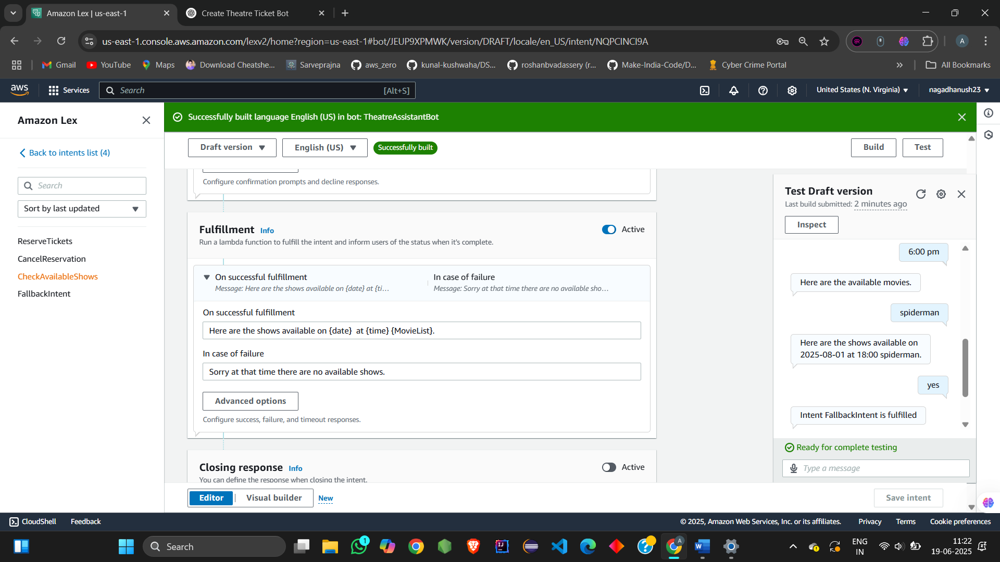 Amazon Lex | us-east-1
Create Theatre Ticket Bot
us-east-1.console.aws.amazon.com/lexv2/home?region=us-east-1#bot/JEUP9XPMWK/version/DRAFT/locale/en_US/intent/NQPCINCI9A
A
Gmail
YouTube
Maps
Download Cheatshe...
Sarveprajna
aws_zero
kunal-kushwaha/DS...
roshanbvadassery (r...
Make-India-Code/D...
Cyber Crime Portal
All Bookmarks
aws
Services
Search
[Alt+S]
United States (N. Virginia)
nagadhanush23
Amazon Lex
Back to intents list (4)
Search
Sort by last updated
ReserveTickets
CancelReservation
CheckAvailableShows
FallbackIntent
Successfully built language English (US) in bot: TheatreAssistantBot
Draft version
English (US)
Successfully built
Build
Test
Configure confirmation prompts and decline responses.
Fulfillment Info
Active
Run a lambda function to fulfill the intent and inform users of the status when it's complete.
On successful fulfillment
Message: Here are the shows available on {date} at {ti...
In case of failure
Message: Sorry at that time there are no available sho...
On successful fulfillment
Here are the shows available on {date}  at {time} {MovieList}.
In case of failure
Sorry at that time there are no available shows.
Advanced options
Configure success, failure, and timeout responses.
Closing response Info
Active
You can define the response when closing the intent.
Editor
Visual builder
New
Save intent
Test Draft version
Last build submitted: 2 minutes ago
Inspect
6:00 pm
Here are the available movies.
spiderman
Here are the shows available on
2025-08-01 at 18:00 spiderman.
yes
Intent FallbackIntent is fulfilled
Ready for complete testing
Type a message
CloudShell
Feedback
© 2025, Amazon Web Services, Inc. or its affiliates.
Privacy
Terms
Cookie preferences
Search
1
ENG
IN
11:22
19-06-2025